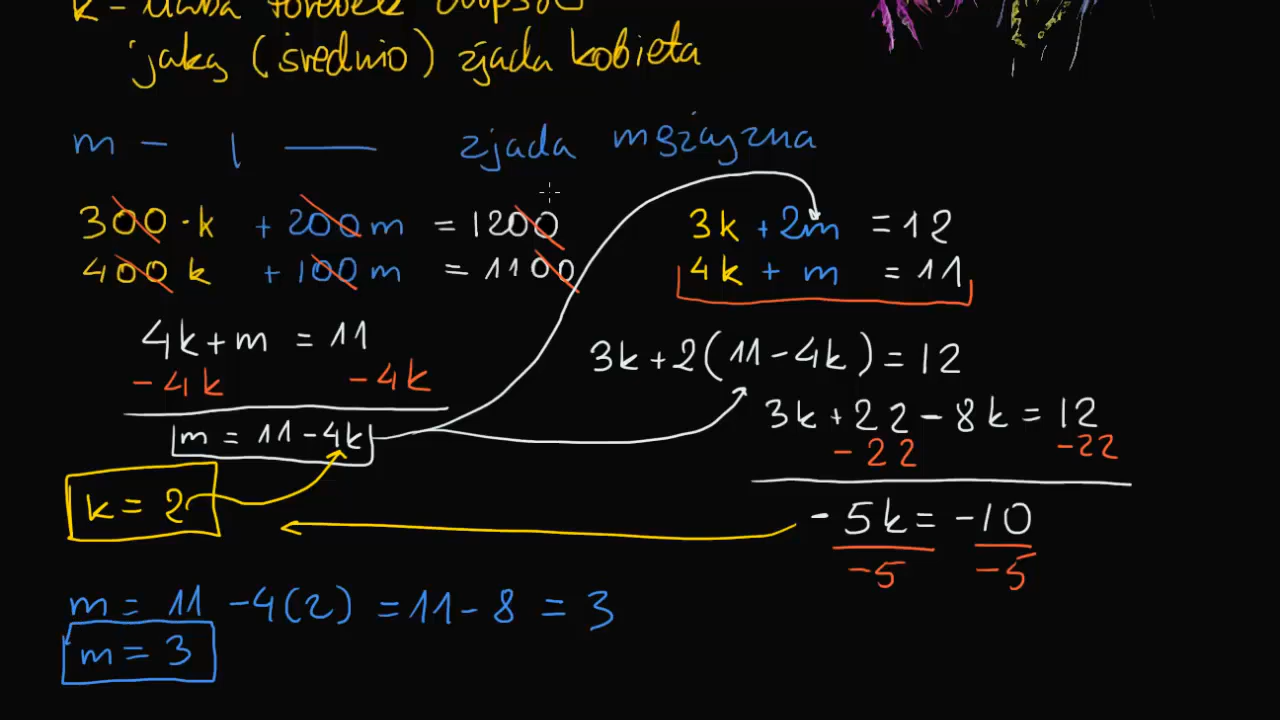 k - liczba torebek
jaką (średnio) zjada kobieta
m - | — zjada mężczyzna
300 · k + 200 m = 1200
400 k + 100 m = 1100
3k + 2m = 12
4k + m = 11
4k + m = 11
-4k -4k
m = 11 - 4k
k = 2
3k + 2(11 - 4k) = 12
3k + 22 - 8k = 12
-22 -22
-5k = -10
-5 -5
m = 11 - 4(2) = 11 - 8 = 3
m = 3